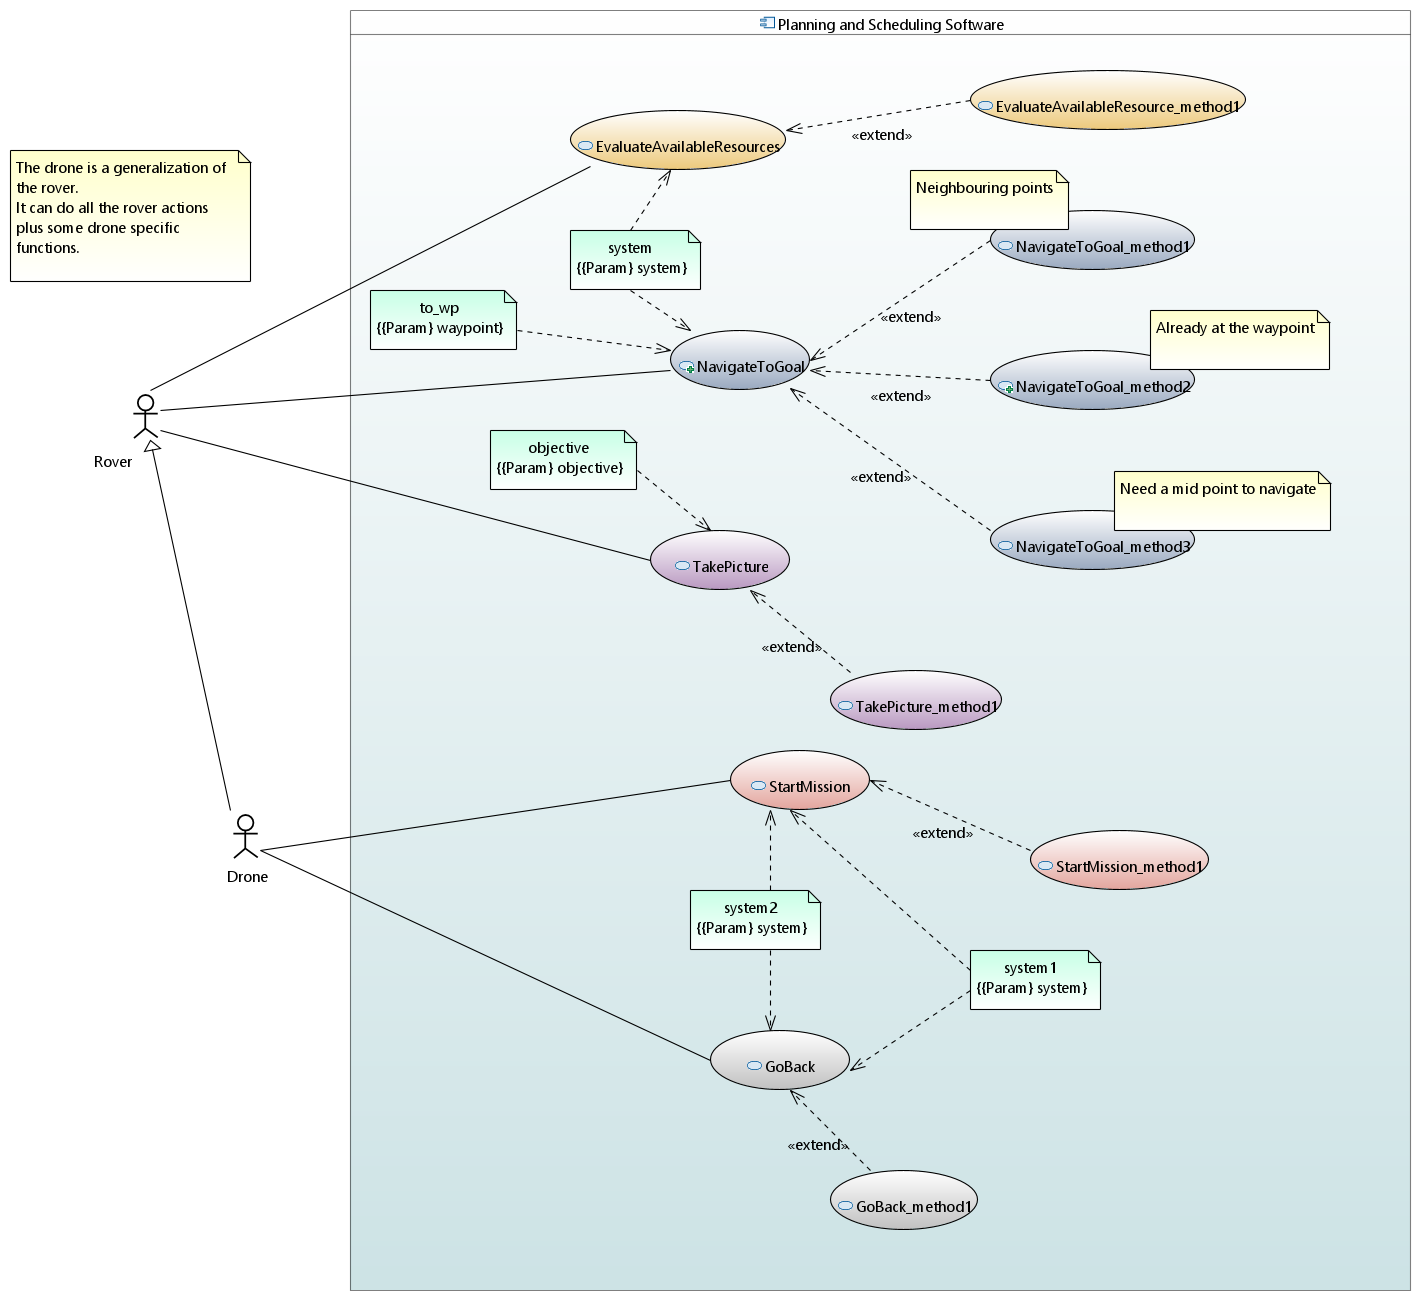 Planning and Scheduling Software
EvaluateAvailableResource_method1
«extend»
EvaluateAvailableResources
The drone is a generalization of
the rover.
It can do all the rover actions
plus some drone specific
functions.
Neighbouring points
NavigateToGoal_method1
system
{{Param} system}
to_wp
{{Param} waypoint}
«extend»
Already at the waypoint
NavigateToGoal
NavigateToGoal_method2
«extend»
Rover
objective
{{Param} objective}
«extend»
Need a mid point to navigate
NavigateToGoal_method3
TakePicture
«extend»
TakePicture_method1
StartMission
«extend»
StartMission_method1
Drone
system2
{{Param} system}
system1
{{Param} system}
GoBack
«extend»
GoBack_method1